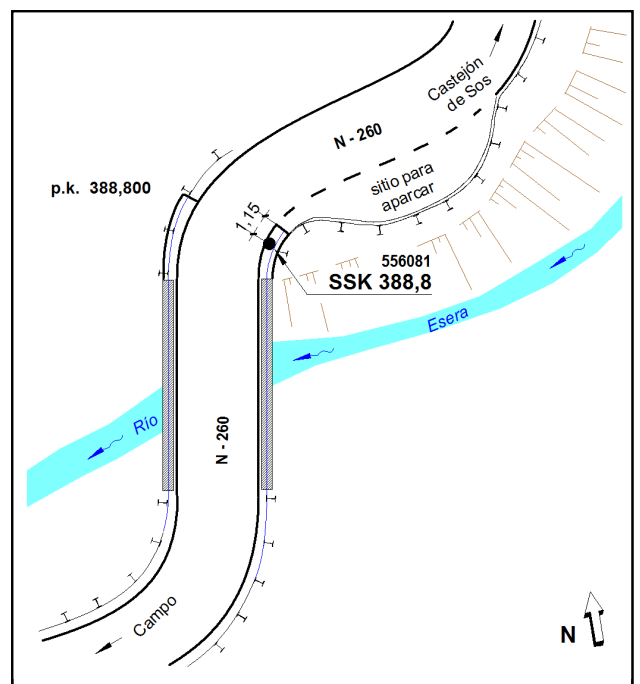 Castejón
de Sos
N - 260
p.k. 388,800
sitio para
aparcar
1,15
556081
SSK 388,8
Esera
Río
N - 260
Campo
N